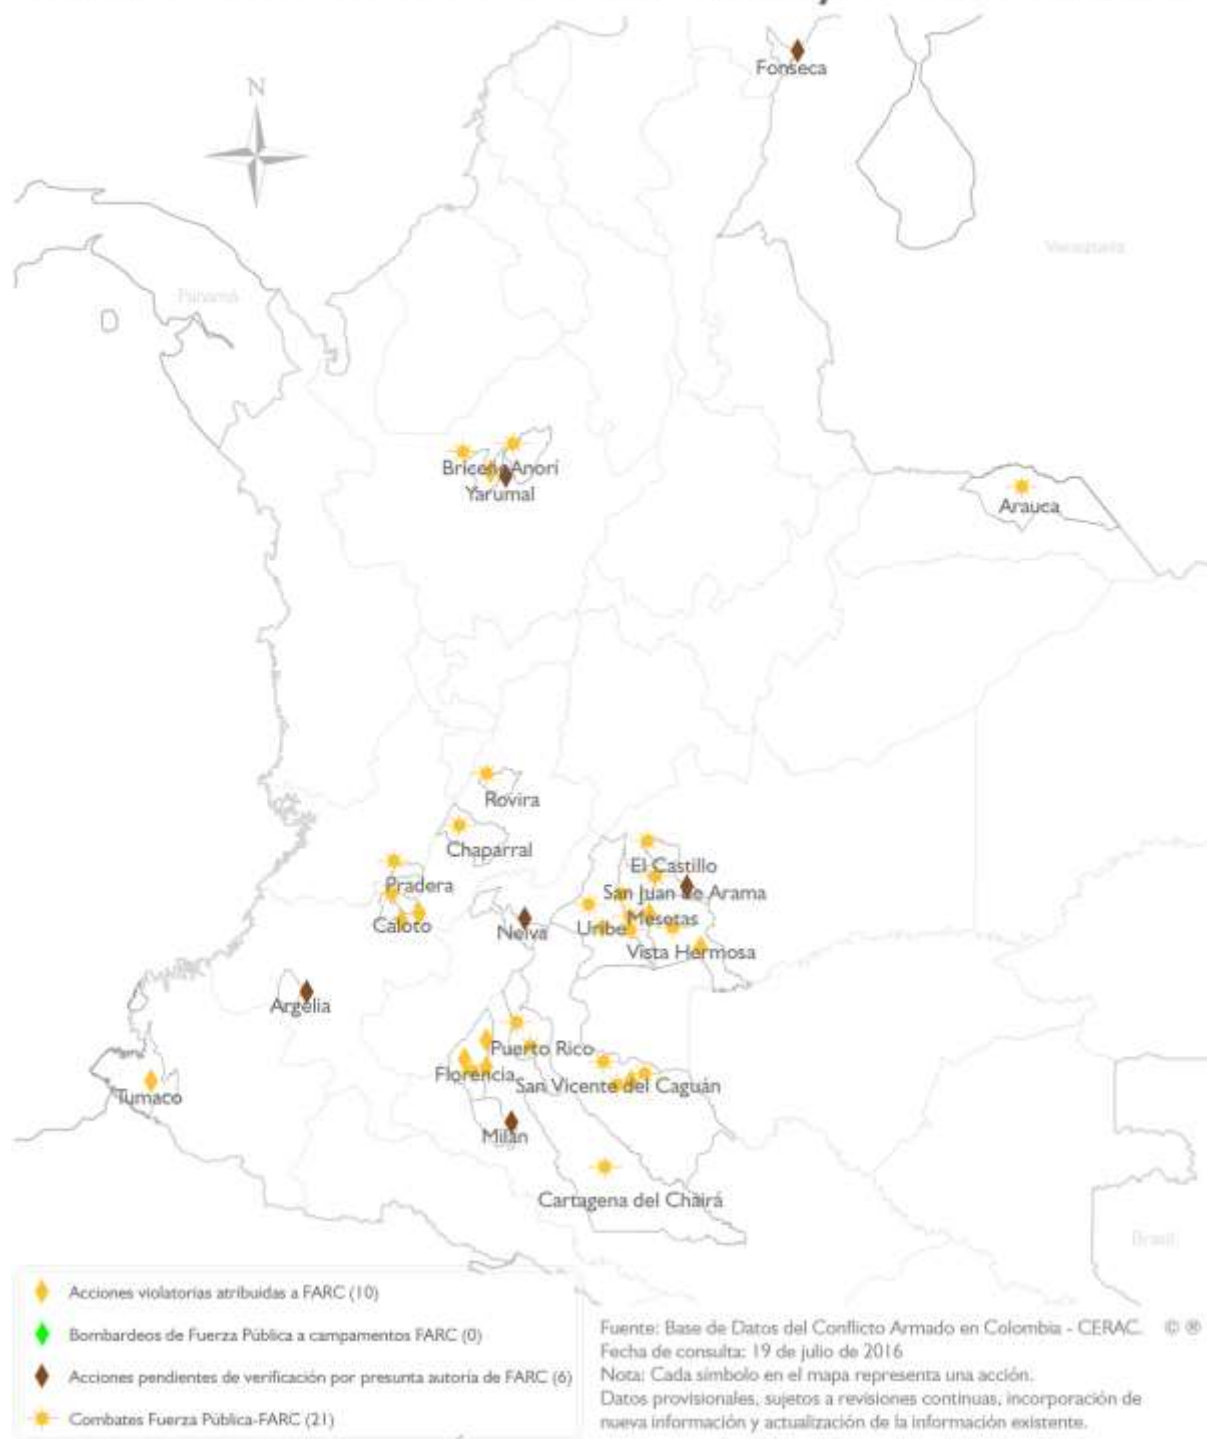 Fonseca
N
Venezuela
Panamá
Briceño
Anorí
Yarumal
Arauca
Rovira
Chaparral
El Castillo
Pradera
San Juan de Arama
Mesetas
Caloto
Neiva
Uribe
Vista Hermosa
Argelia
Puerto Rico
Florencia
San Vicente del Caguán
Tumaco
Milán
Cartagena del Chairá
Brasil
Acciones violatorias atribuidas a FARC (10)
Bombardeos de Fuerza Pública a campamentos FARC (0)
Acciones pendientes de verificación por presunta autoría de FARC (6)
Combates Fuerza Pública-FARC (21)
Fuente: Base de Datos del Conflicto Armado en Colombia - CERAC. © ®
Fecha de consulta: 19 de julio de 2016
Nota: Cada símbolo en el mapa representa una acción.
Datos provisionales, sujetos a revisiones continuas, incorporación de
nueva información y actualización de la información existente.